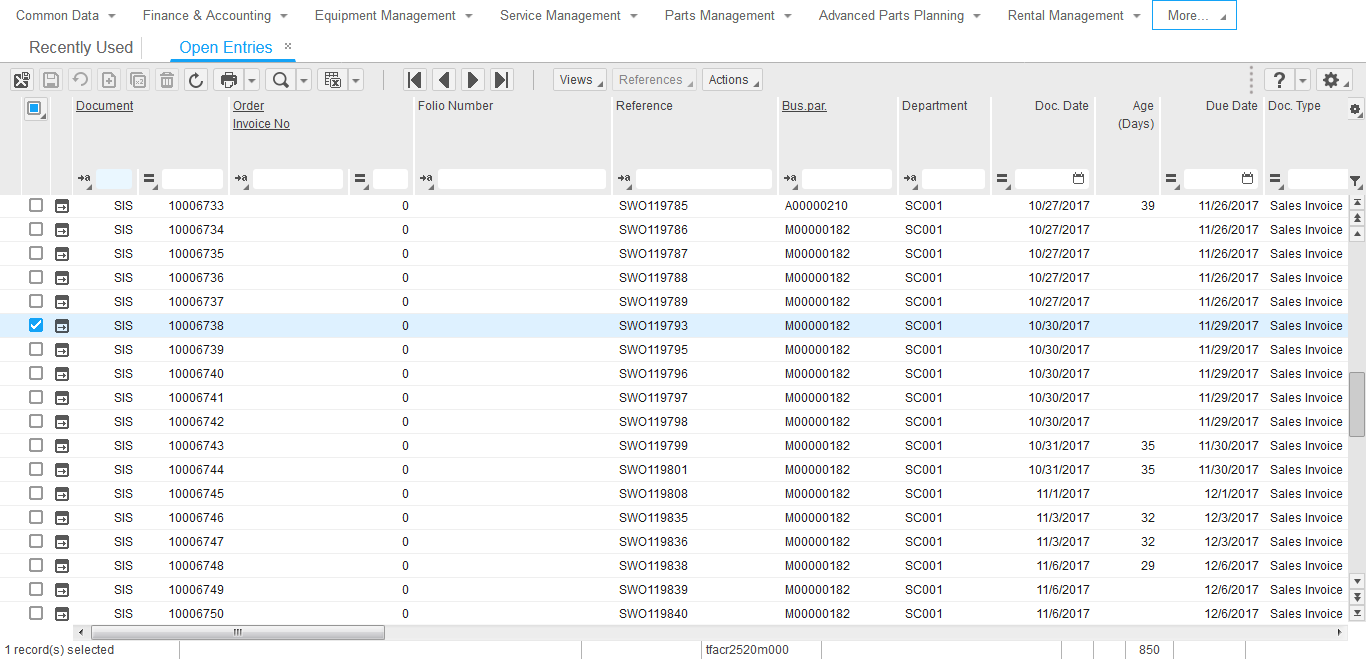 Common Data Finance & Accounting Equipment Management Service Management Parts Management Advanced Parts Planning Rental Management More...
Recently Used Open Entries ×
Views References Actions ?
Document Order Folio Number Reference Bus.par. Department Doc. Date Age Due Date Doc. Type
Invoice No (Days)
SIS 10006733 0 SWO119785 A00000210 SC001 10/27/2017 39 11/26/2017 Sales Invoice
SIS 10006734 0 SWO119786 M00000182 SC001 10/27/2017 11/26/2017 Sales Invoice
SIS 10006735 0 SWO119787 M00000182 SC001 10/27/2017 11/26/2017 Sales Invoice
SIS 10006736 0 SWO119788 M00000182 SC001 10/27/2017 11/26/2017 Sales Invoice
SIS 10006737 0 SWO119789 M00000182 SC001 10/27/2017 11/26/2017 Sales Invoice
SIS 10006738 0 SWO119793 M00000182 SC001 10/30/2017 11/29/2017 Sales Invoice
SIS 10006739 0 SWO119795 M00000182 SC001 10/30/2017 11/29/2017 Sales Invoice
SIS 10006740 0 SWO119796 M00000182 SC001 10/30/2017 11/29/2017 Sales Invoice
SIS 10006741 0 SWO119797 M00000182 SC001 10/30/2017 11/29/2017 Sales Invoice
SIS 10006742 0 SWO119798 M00000182 SC001 10/30/2017 11/29/2017 Sales Invoice
SIS 10006743 0 SWO119799 M00000182 SC001 10/31/2017 35 11/30/2017 Sales Invoice
SIS 10006744 0 SWO119801 M00000182 SC001 10/31/2017 35 11/30/2017 Sales Invoice
SIS 10006745 0 SWO119808 M00000182 SC001 11/1/2017 12/1/2017 Sales Invoice
SIS 10006746 0 SWO119835 M00000182 SC001 11/3/2017 32 12/3/2017 Sales Invoice
SIS 10006747 0 SWO119836 M00000182 SC001 11/3/2017 32 12/3/2017 Sales Invoice
SIS 10006748 0 SWO119838 M00000182 SC001 11/6/2017 29 12/6/2017 Sales Invoice
SIS 10006749 0 SWO119839 M00000182 SC001 11/6/2017 12/6/2017 Sales Invoice
SIS 10006750 0 SWO119840 M00000182 SC001 11/6/2017 12/6/2017 Sales Invoice
1 record(s) selected tfacr2520m000 850